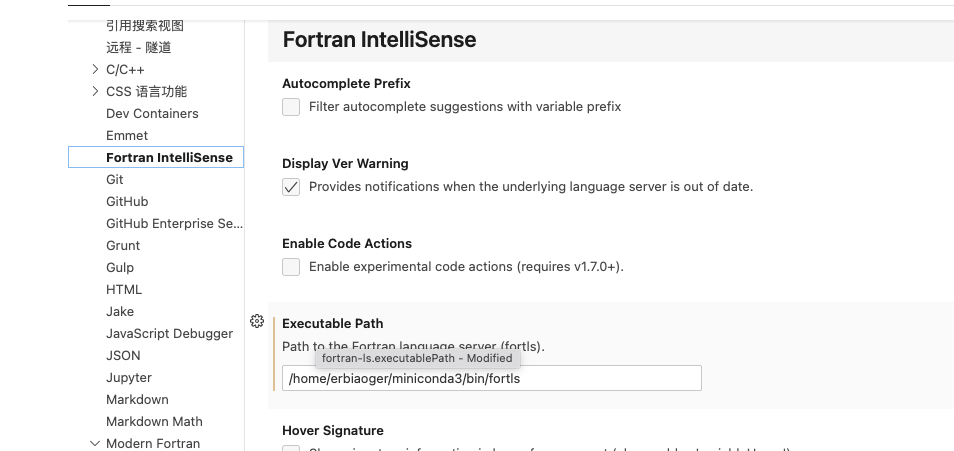 引用搜索视图
远程 - 隧道
C/C++
CSS 语言功能
Dev Containers
Emmet
Fortran IntelliSense
Git
GitHub
GitHub Enterprise Se...
Grunt
Gulp
HTML
Jake
JavaScript Debugger
JSON
Jupyter
Markdown
Markdown Math
Modern Fortran
Fortran IntelliSense
Autocomplete Prefix
Filter autocomplete suggestions with variable prefix
Display Ver Warning
Provides notifications when the underlying language server is out of date.
Enable Code Actions
Enable experimental code actions (requires v1.7.0+).
Executable Path
Path to the Fortran language server (fortls).
fortran-ls.executablePath - Modified
/home/erbiaoger/miniconda3/bin/fortls
Hover Signature